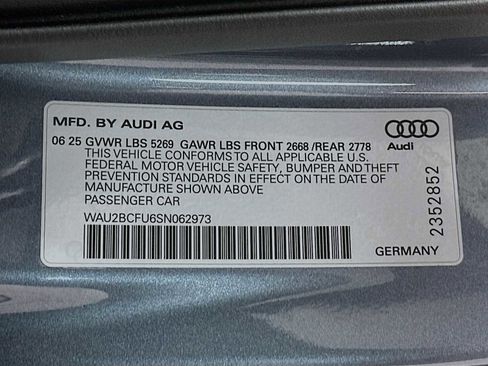 MFD. BY AUDI AG
06 25 GVWR LBS 5269 GAWR LBS FRONT 2668 /REAR 2778
THIS VEHICLE CONFORMS TO ALL APPLICABLE U.S.
FEDERAL MOTOR VEHICLE SAFETY, BUMPER AND THEFT
PREVENTION STANDARDS IN EFFECT ON THE DATE OF
MANUFACTURE SHOWN ABOVE
PASSENGER CAR
WAU2BCFU6SN062973
Audi
2352852
GERMANY